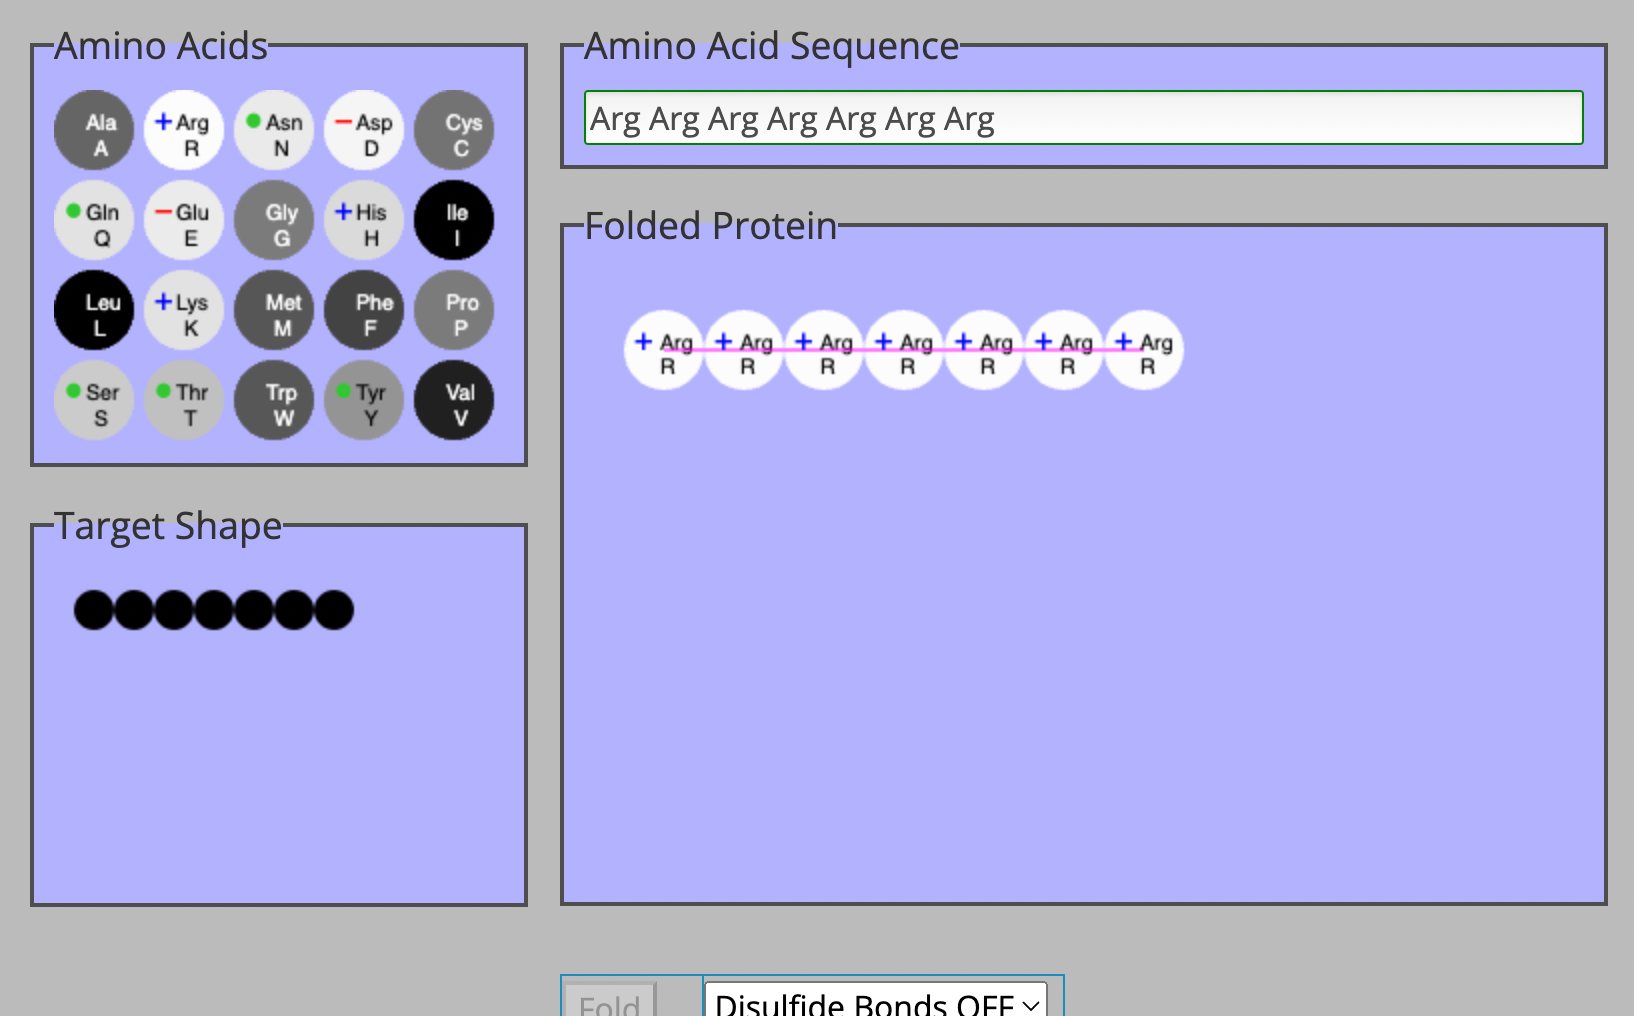 Amino Acids
Ala
A
+ Arg
R
Asn
N
− Asp
D
Cys
C
Gln
Q
− Glu
E
Gly
G
+ His
H
Ile
I
Leu
L
+ Lys
K
Met
M
Phe
F
Pro
P
Ser
S
Thr
T
Trp
W
Tyr
Y
Val
V
Target Shape
Amino Acid Sequence
Arg Arg Arg Arg Arg Arg Arg
Folded Protein
+ Arg + Arg + Arg + Arg + Arg + Arg + Arg
R R R R R R R
Fold
Disulfide Bonds OFF